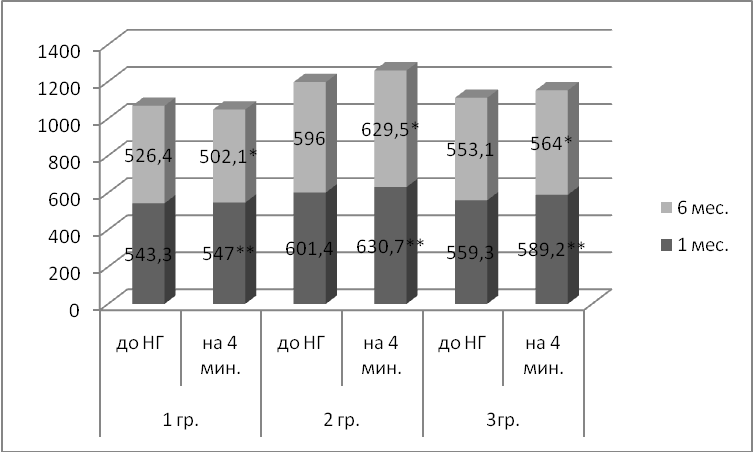 1400
1200
1000
800
600
400
200
0
526,4
502,1*
596
629,5*
553,1
564*
543,3
547**
601,4
630,7**
559,3
589,2**
6 мес.
1 мес.
до НГ
на 4
мин.
до НГ
на 4
мин.
до НГ
на 4
мин.
1 гр.
2 гр.
3гр.